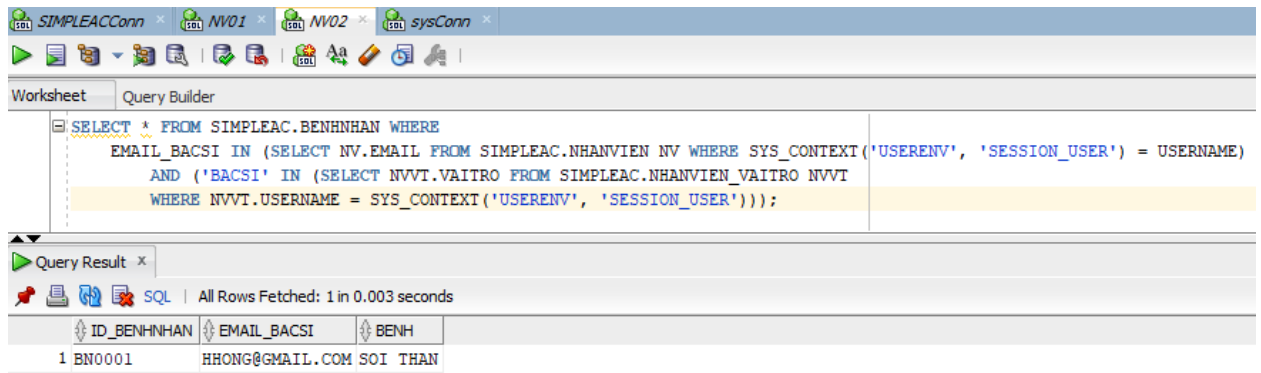 SIMPLEACConn × NV01 × NV02 × sysConn ×
Worksheet Query Builder
SELECT * FROM SIMPLEAC.BENHNHAN WHERE
EMAIL_BACSI IN (SELECT NV.EMAIL FROM SIMPLEAC.NHANVIEN NV WHERE SYS_CONTEXT('USERENV', 'SESSION_USER') = USERNAME)
AND ('BACSI' IN (SELECT NVVT.VAITRO FROM SIMPLEAC.NHANVIEN_VAITRO NVVT
WHERE NVVT.USERNAME = SYS_CONTEXT('USERENV', 'SESSION_USER')));
Query Result x
SQL | All Rows Fetched: 1 in 0.003 seconds
ID_BENHNHAN EMAIL_BACSI BENH
1 BN0001 HHONG@GMAIL.COM SOI THAN